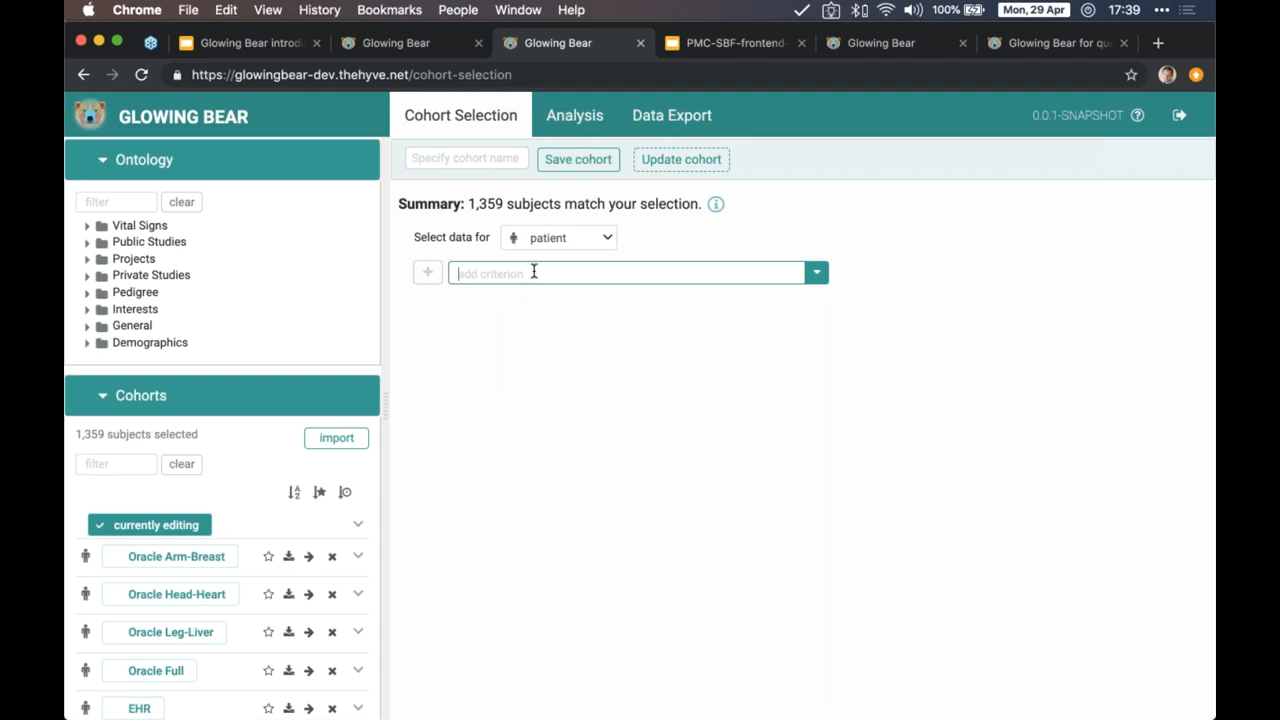 Chrome File Edit View History Bookmarks People Window Help 100% Mon, 29 Apr 17:39
Glowing Bear introd Glowing Bear Glowing Bear PMC-SBF-frontend- Glowing Bear Glowing Bear for qu
https://glowingbear-dev.thehyve.net/cohort-selection
GLOWING BEAR Cohort Selection Analysis Data Export 0.0.1-SNAPSHOT
Ontology
Specify cohort name Save cohort Update cohort
filter clear
Summary: 1,359 subjects match your selection.
Vital Signs
Public Studies
Select data for patient
Projects
Private Studies
+ add criterion
Pedigree
Interests
General
Demographics
Cohorts
1,359 subjects selected import
filter clear
currently editing
Oracle Arm-Breast
Oracle Head-Heart
Oracle Leg-Liver
Oracle Full
EHR